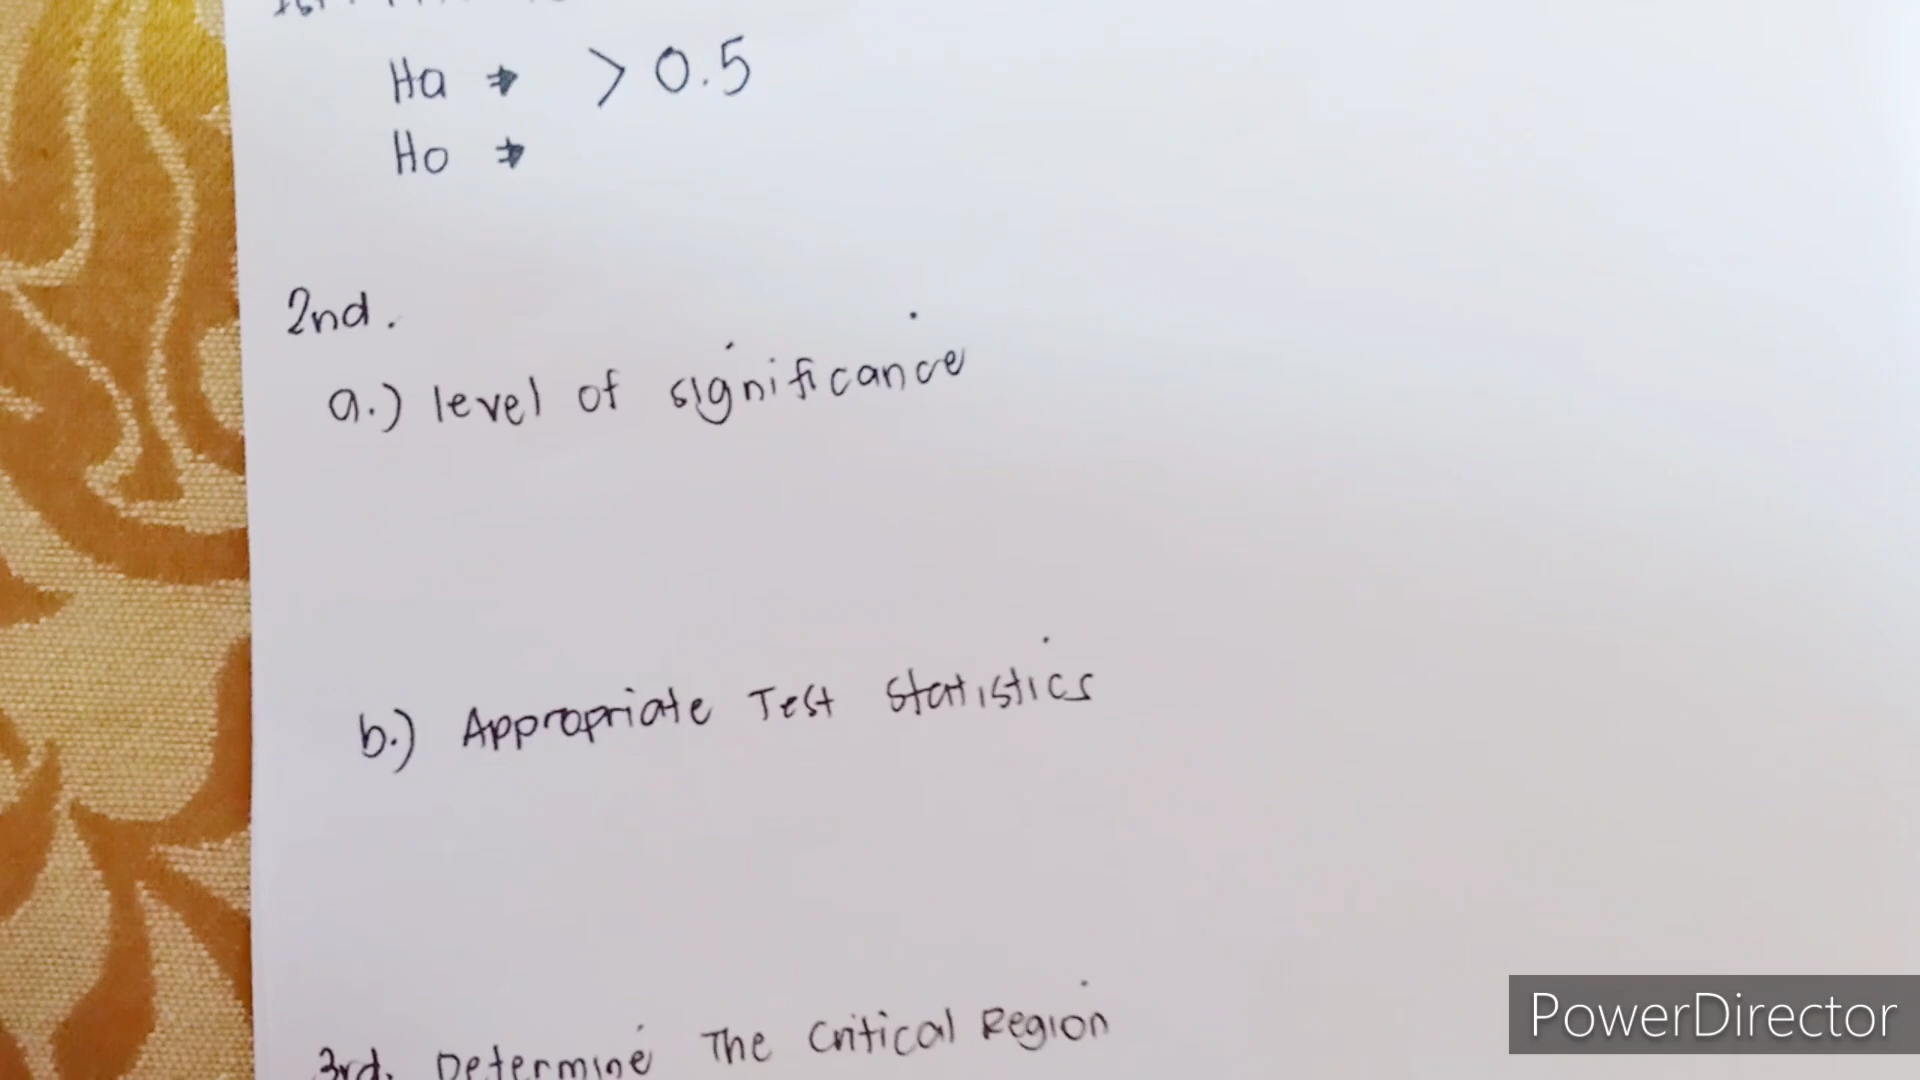 Ha → > 0.5
Ho →
2nd.
a.) level of significance
b.) Appropriate Test Statistics
3rd. Determine The Critical Region
PowerDirector